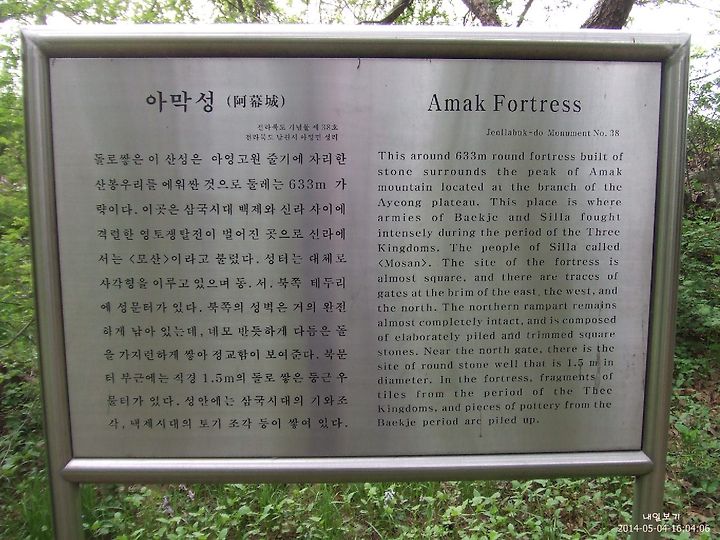 아막성 (阿幕城)
전라북도 기념물 제 38호
전라북도 남원시 아영면 성리
돌로쌓은 이 산성은 아영고원 줄기에 자리한
산봉우리를 에워싼 것으로 둘레는 633m 가
략이다. 이곳은 삼국시대 백제와 신라 사이에
격렬한 영토쟁탈전이 벌어진 곳으로 신라에
서는 <모산>이라고 불렀다. 성터는 대체로
사각형을 이루고 있으며 동. 서. 북쪽 테두리
에 성문터가 있다. 북쪽의 성벽은 거의 완전
하게 남아 있는데, 네모 반듯하게 다듬은 돌
을 가지런하게 쌓아 정교함이 보여준다. 북문
터 부근에는 직경 1.5m의 돌로 쌓은 둥근 우
물터가 있다. 성안에는 삼국시대의 기와조
각, 백제시대의 토기 조각 등이 쌓여 있다.
Amak Fortress
Jeollabuk-do Monument No. 38
This around 633m round fortress built of
stone surrounds the peak of Amak
mountain located at the branch of the
Ayeong plateau. This place is where
armies of Baekje and Silla fought
intensely during the period of the Three
Kingdoms. The people of Silla called
<Mosan>. The site of the fortress is
almost square, and there are traces of
gates at the brim of the east, the west, and
the north. The northern rampart remains
almost completely intact, and is composed
of elaborately piled and trimmed square
stones. Near the north gate, there is the
site of round stone well that is 1.5 m in
diameter. In the fortress, fragments of
tiles from the period of the Thee
Kingdoms, and pieces of pottery from the
Baekje period are piled up.
내일보기
2014-05-04 16:04:06